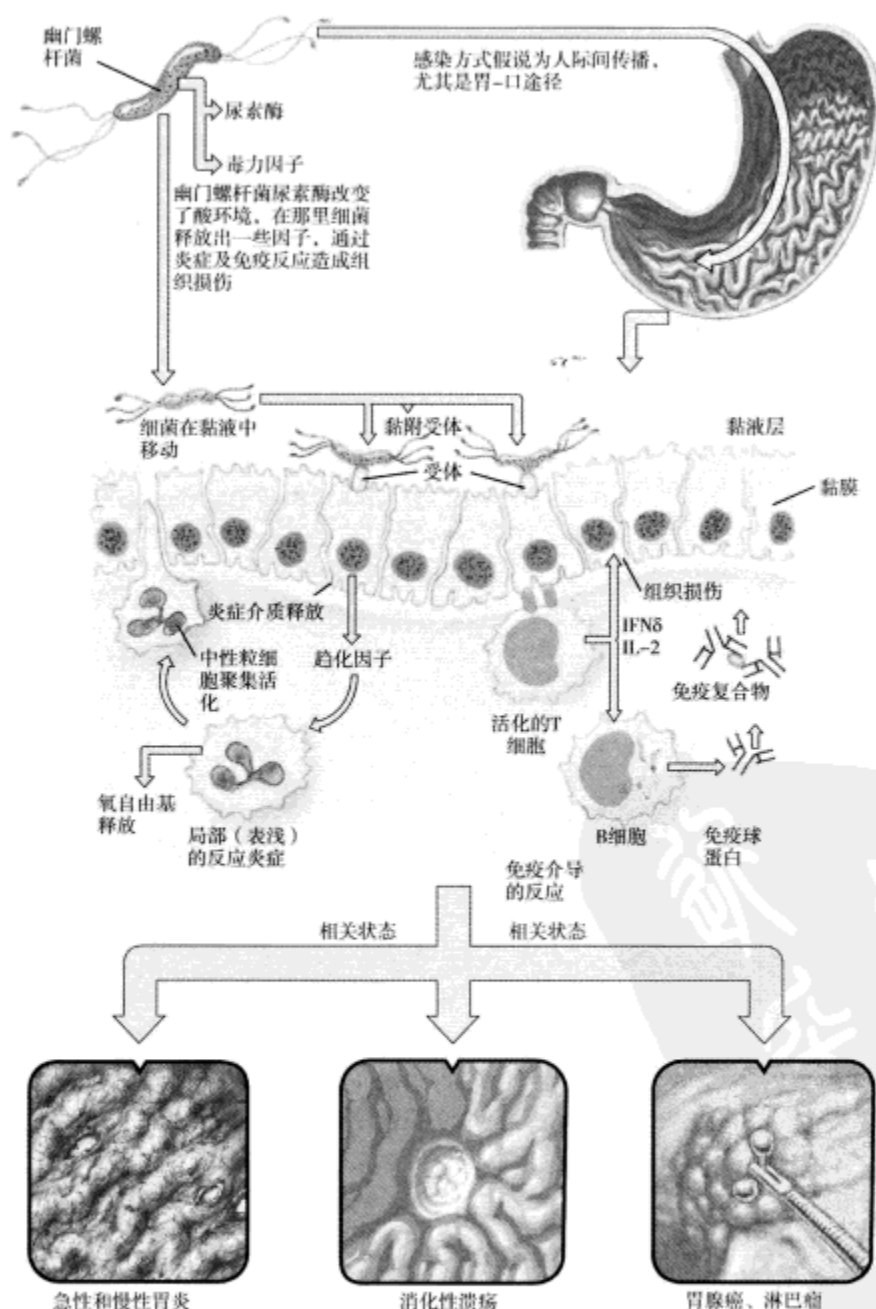 幽门螺
杆菌
感染方式假说为人际间传播，
尤其是胃-口途径
尿素酶
毒力因子
幽门螺杆菌尿素酶改变
了酸环境，在那里细菌
释放出一些因子，通过
炎症及免疫反应造成组
织损伤
细菌在黏液中
移动
黏附受体
黏液层
受体
黏膜
炎症介质释放
组织损伤
IFNδ
IL-2
中性粒细
胞聚集活
化
趋化因子
免疫复合物
活化的T
细胞
氧自由基
释放
局部（表浅）
的反应炎症
B细胞
免疫球
蛋白
免疫介导
的反应
相关状态
相关状态
急性和慢性胃炎
消化性溃疡
胃腺癌、淋巴瘤